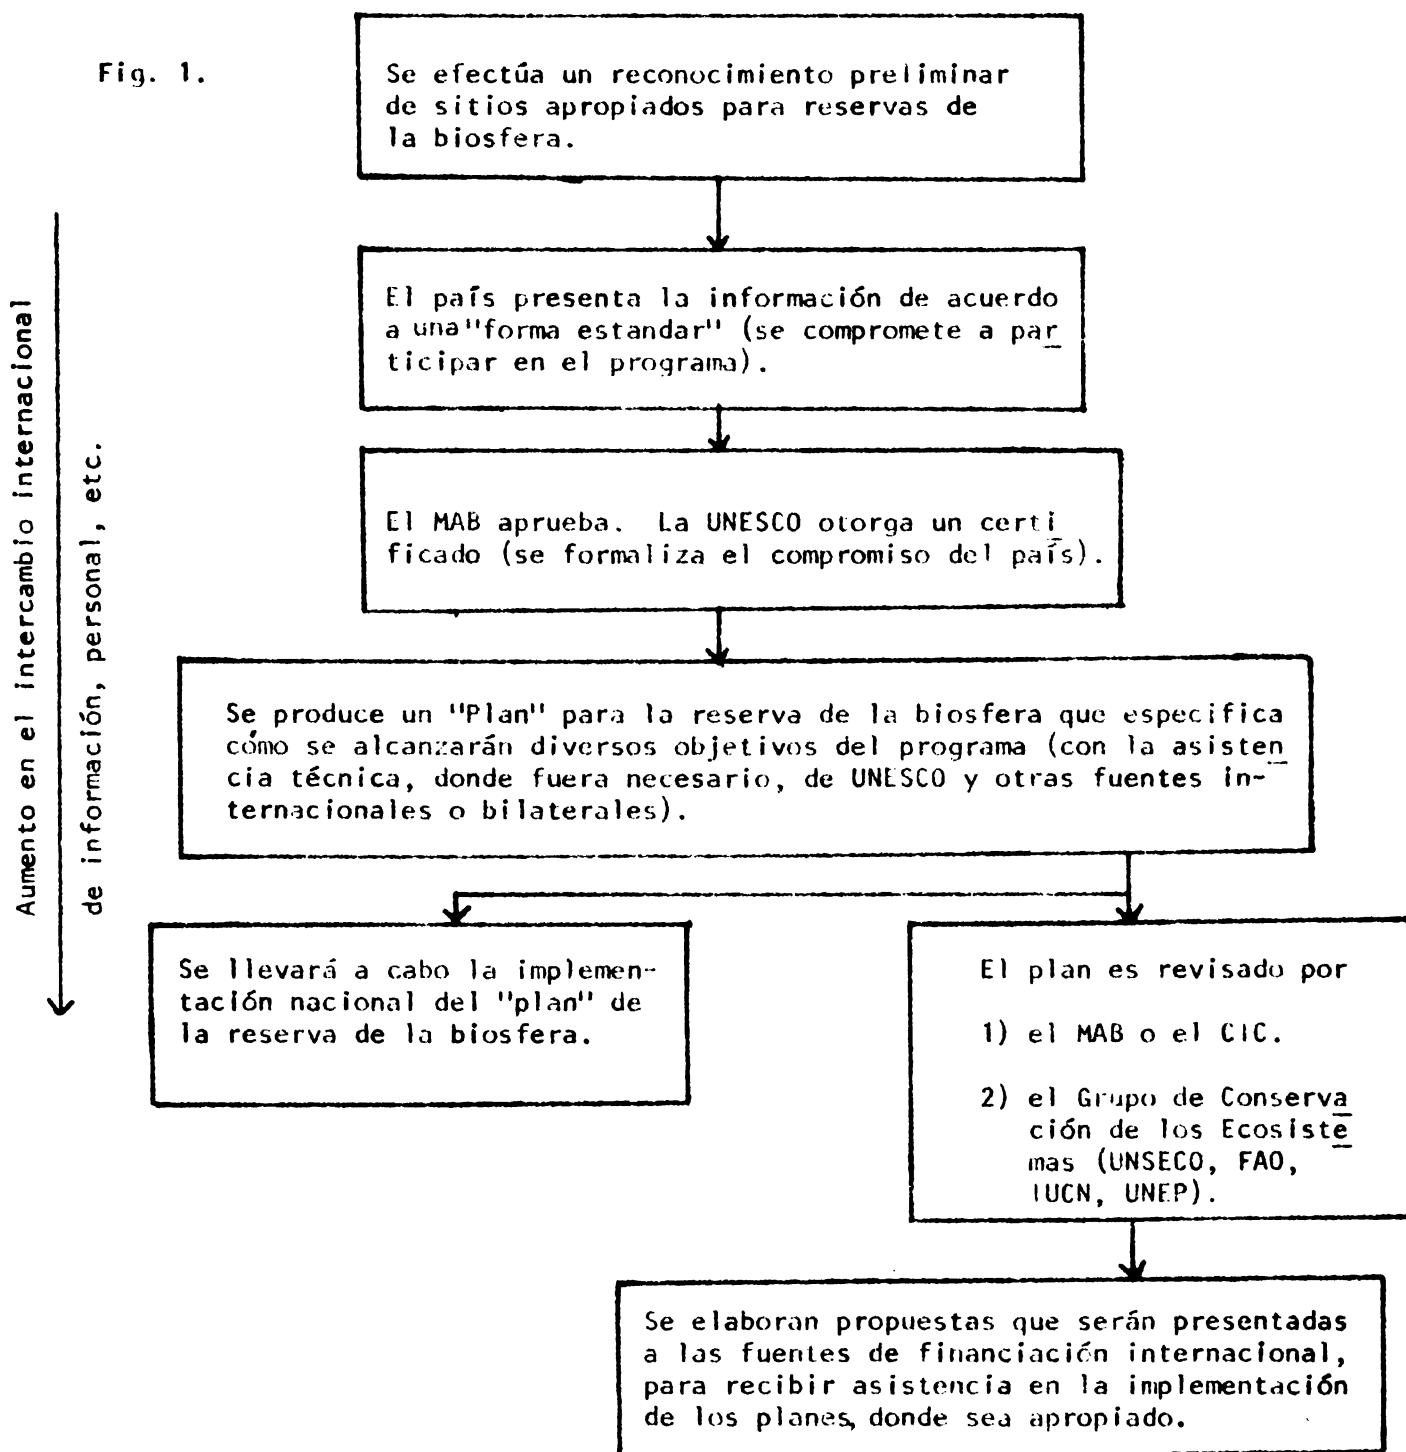 Fig. 1.
Se efectúa un reconocimiento preliminar
de sitios apropiados para reservas de
la biosfera.
El país presenta la información de acuerdo
a una "forma estandar" (se compromete a par
ticipar en el programa).
El MAB aprueba. La UNESCO otorga un certi
ficado (se formaliza el compromiso del país).
Se produce un "Plan" para la reserva de la biosfera que especifica
cómo se alcanzarán diversos objetivos del programa (con la asisten
cia técnica, donde fuera necesario, de UNESCO y otras fuentes in-
ternacionales o bilaterales).
Se llevará a cabo la implemen-
tación nacional del "plan" de
la reserva de la biosfera.
El plan es revisado por
1) el MAB o el CIC.
2) el Grupo de Conserva
ción de los Ecosiste
mas (UNSECO, FAO,
IUCN, UNEP).
Se elaboran propuestas que serán presentadas
a las fuentes de financiación internacional,
para recibir asistencia en la implementación
de los planes, donde sea apropiado.
Aumento en el intercambio internacional
de información, personal, etc.